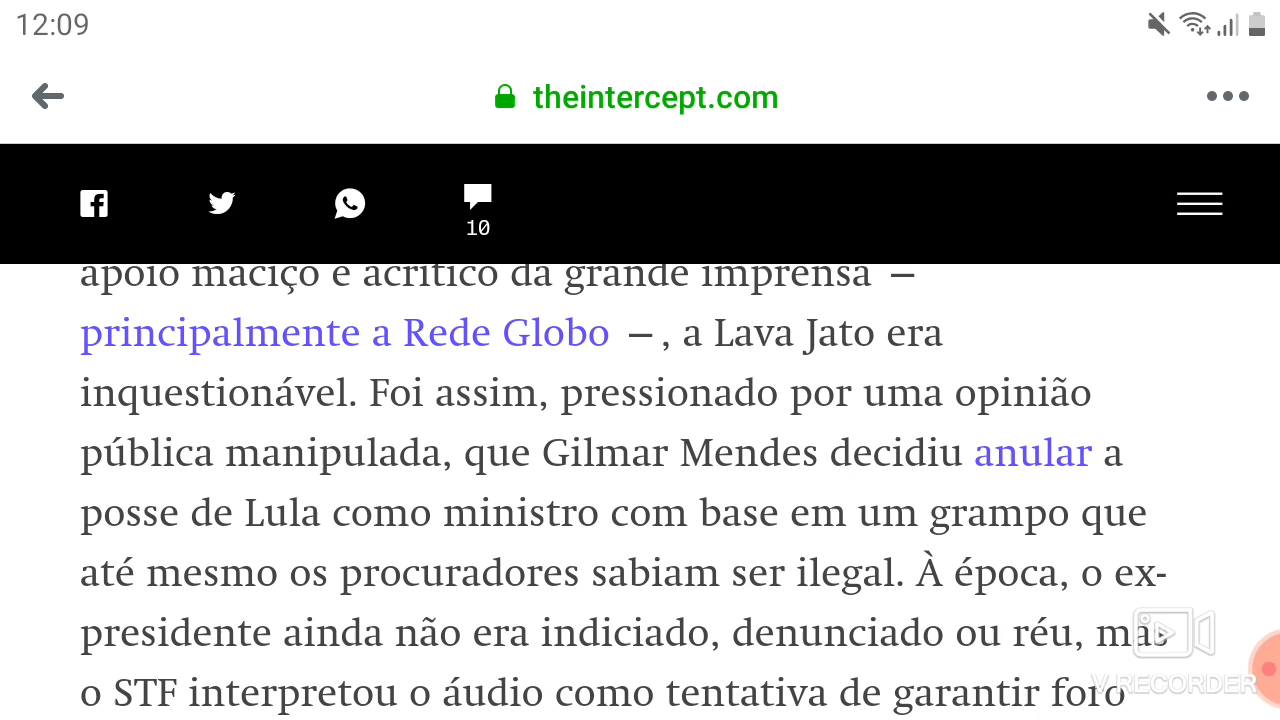 12:09
theintercept.com
10
apoio maciço e acrítico da grande imprensa —
principalmente a Rede Globo —, a Lava Jato era
inquestionável. Foi assim, pressionado por uma opinião
pública manipulada, que Gilmar Mendes decidiu anular a
posse de Lula como ministro com base em um grampo que
até mesmo os procuradores sabiam ser ilegal. À época, o ex-
presidente ainda não era indiciado, denunciado ou réu, mas
o STF interpretou o áudio como tentativa de garantir foro
V RECORDER